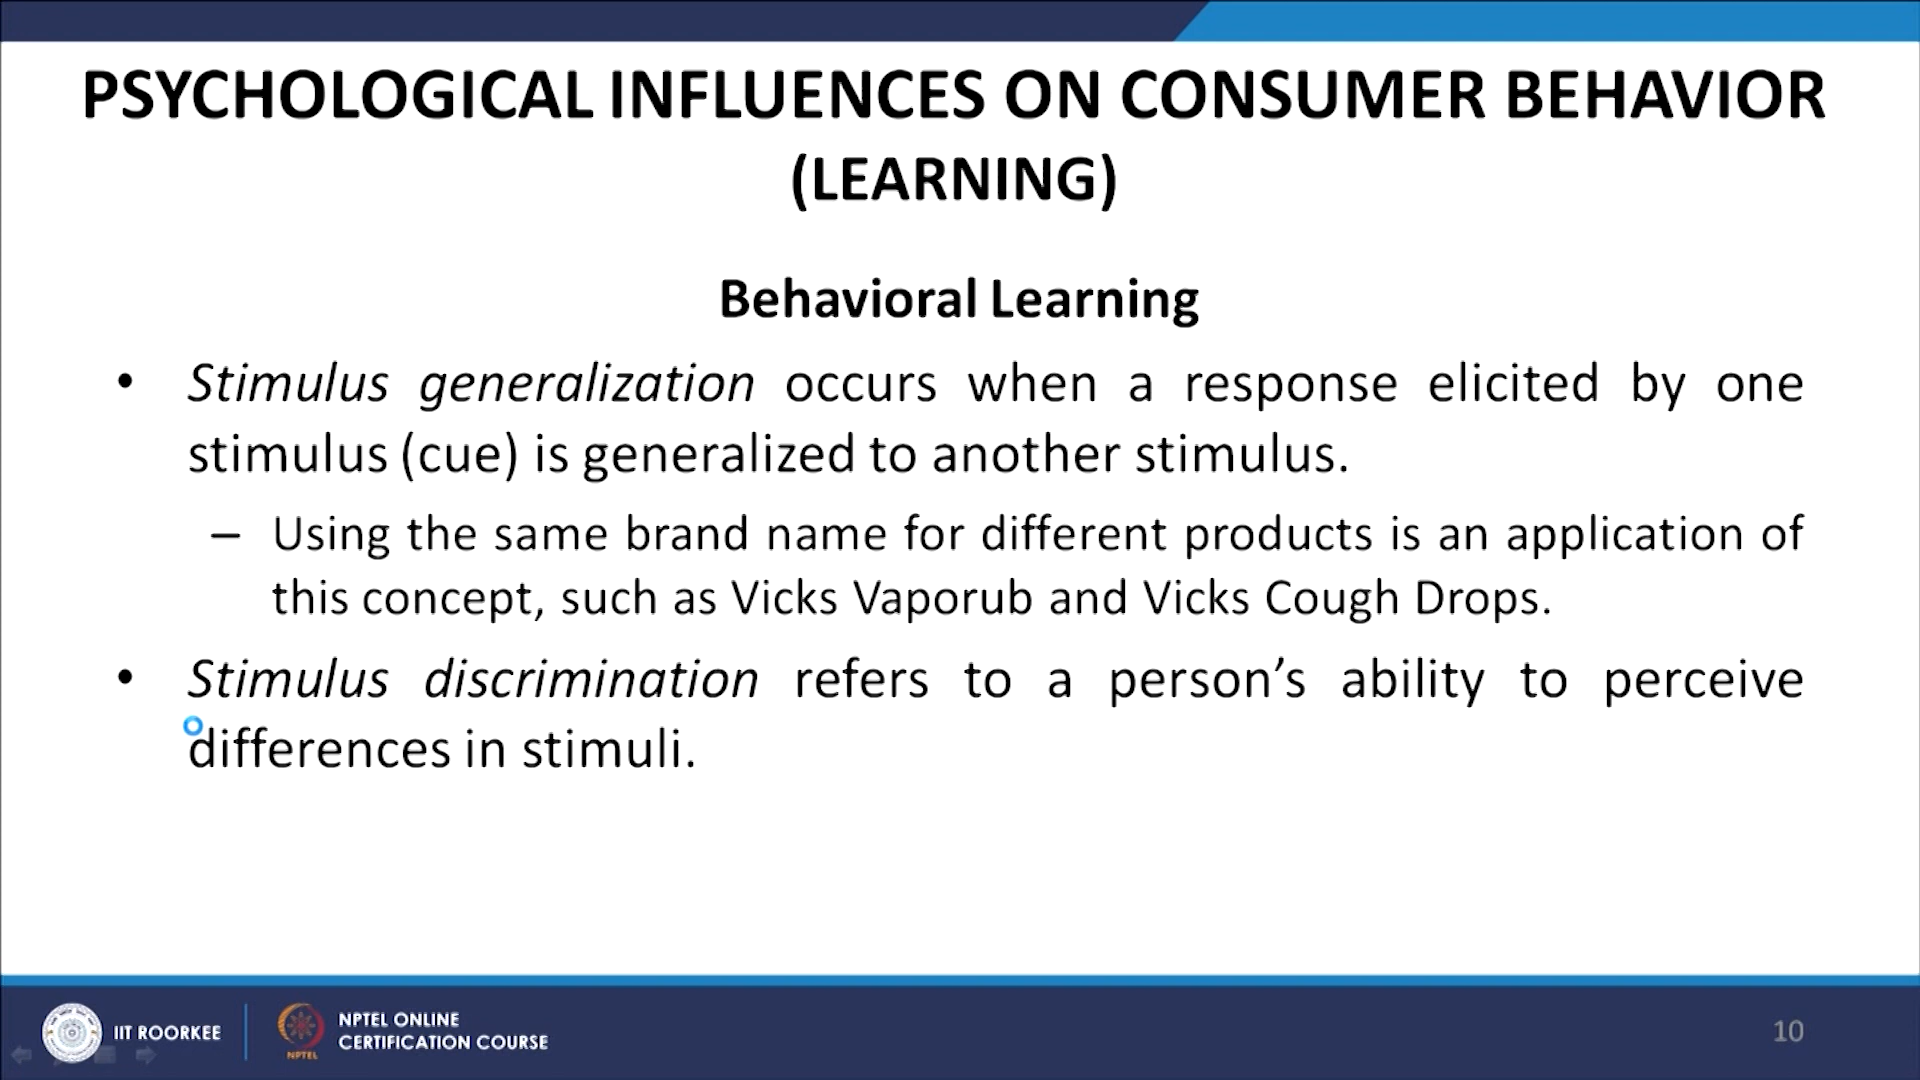 PSYCHOLOGICAL INFLUENCES ON CONSUMER BEHAVIOR
(LEARNING)
Behavioral Learning
• Stimulus generalization occurs when a response elicited by one
stimulus (cue) is generalized to another stimulus.
– Using the same brand name for different products is an application of
this concept, such as Vicks Vaporub and Vicks Cough Drops.
• Stimulus discrimination refers to a person’s ability to perceive
differences in stimuli.
IIT ROORKEE
NPTEL
NPTEL ONLINE
CERTIFICATION COURSE
10